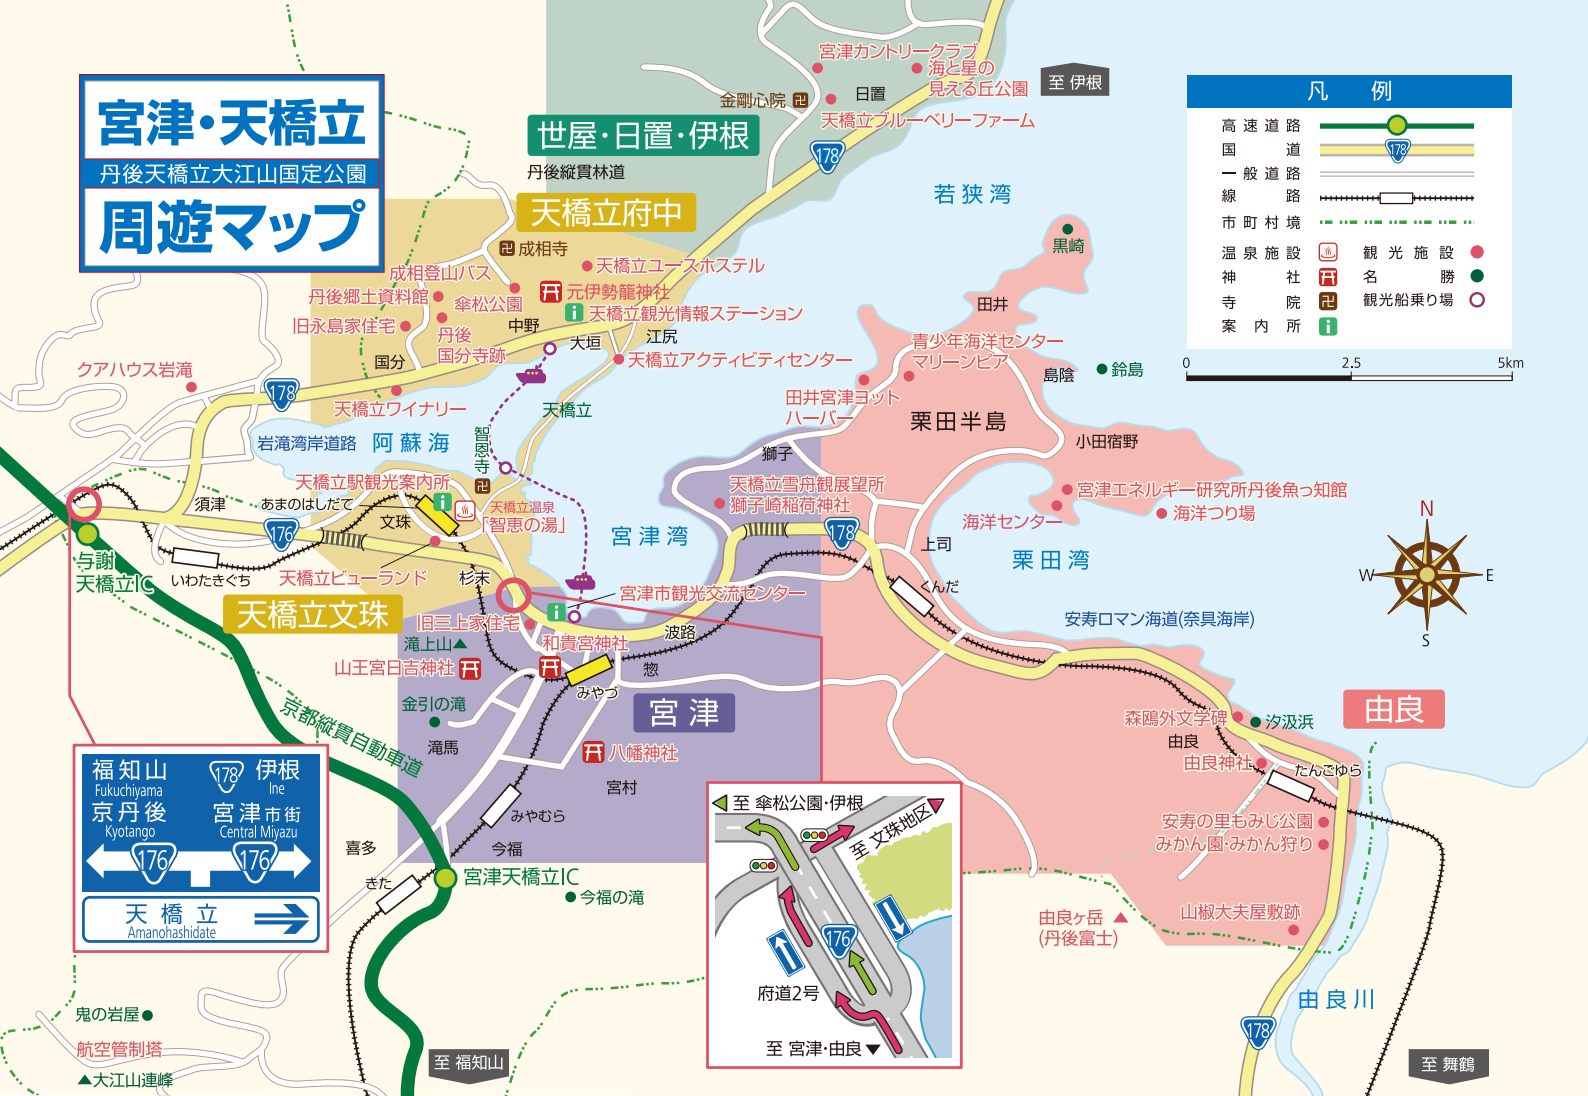 宮津・天橋立
丹後天橋立大江山国定公園
周遊マップ
凡 例
高速道路
国道
178
一般道路
線路
市町村境
温泉施設
観光施設
神社
名勝
寺院
観光船乗り場
案内所
0
2.5
5km
N
W
E
S
至 伊根
宮津カントリークラブ
海と星の
見える丘公園
金剛心院
日置
天橋立ブルーベリーファーム
世屋・日置・伊根
178
丹後縦貫林道
若狭湾
天橋立府中
成相寺
成相登山バス
天橋立ユースホステル
丹後郷土資料館
傘松公園
元伊勢籠神社
天橋立観光情報ステーション
旧永島家住宅
丹後
国分寺跡
中野
大垣
江尻
国分
天橋立アクティビティセンター
クアハウス岩滝
178
天橋立ワイナリー
天橋立
岩滝湾岸道路
阿蘇海
智恩寺
天橋立駅観光案内所
須津
あまのはしだて
文珠
天橋立温泉
「智恵の湯」
176
いわたきぐち
与謝
天橋立IC
天橋立ビューランド
杉末
天橋立文珠
宮津湾
黒崎
田井
青少年海洋センター
マリーンピア
島陰
鈴島
田井宮津ヨット
ハーバー
栗田半島
小田宿野
獅子
天橋立雪舟観展望所
獅子崎稲荷神社
宮津エネルギー研究所丹後魚っ知館
海洋センター
海洋つり場
178
上司
栗田湾
くんだ
安寿ロマン海道(奈具海岸)
宮津市観光交流センター
旧三上家住宅
波路
滝上山
和貴宮神社
山王宮日吉神社
惣
みやづ
金引の滝
宮津
滝馬
八幡神社
宮村
京都縦貫自動車道
みやむら
喜多
今福
きた
宮津天橋立IC
今福の滝
由良
森鴎外文学碑
汐汲浜
由良
由良神社
たんごゆら
安寿の里もみじ公園
みかん園・みかん狩り
由良ヶ岳
(丹後富士)
山椒大夫屋敷跡
由良川
178
至 舞鶴
福知山
Fukuchiyama
178
伊根
Ine
京丹後
Kyotango
宮津市街
Central Miyazu
176
176
天橋立
Amanohashidate
至 傘松公園・伊根
至 文珠地区
176
府道2号
至 宮津・由良
鬼の岩屋
航空管制塔
大江山連峰
至 福知山